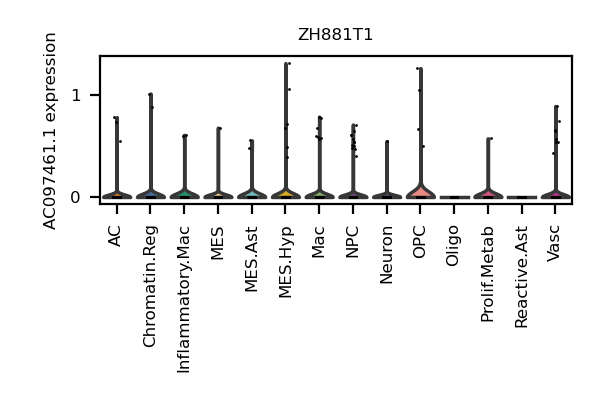 ZH881T1
AC097461.1 expression
1
0
AC
Chromatin.Reg
Inflammatory.Mac
MES
MES.Ast
MES.Hyp
Mac
NPC
Neuron
OPC
Oligo
Prolif.Metab
Reactive.Ast
Vasc